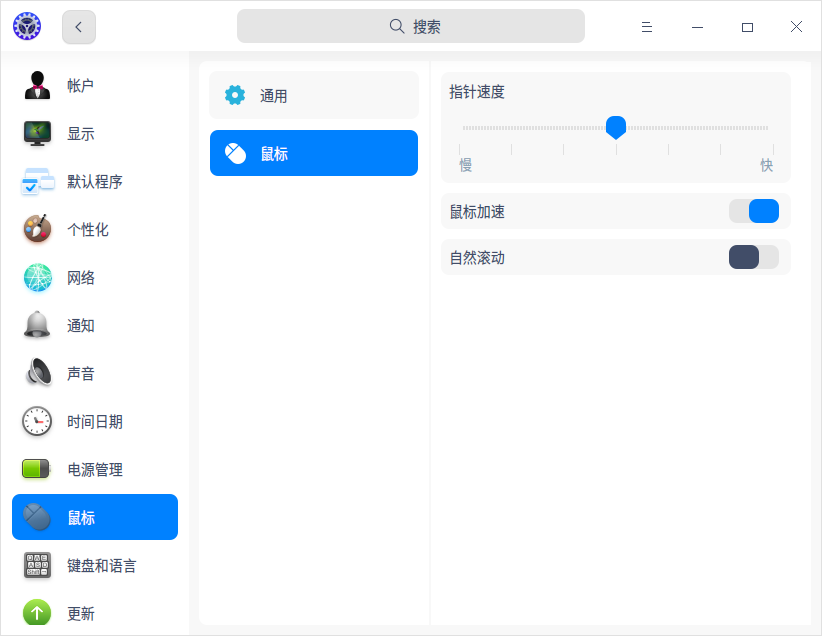 搜索
帐户
显示
默认程序
个性化
网络
通知
声音
时间日期
电源管理
鼠标
键盘和语言
更新
通用
鼠标
指针速度
慢
快
鼠标加速
自然滚动